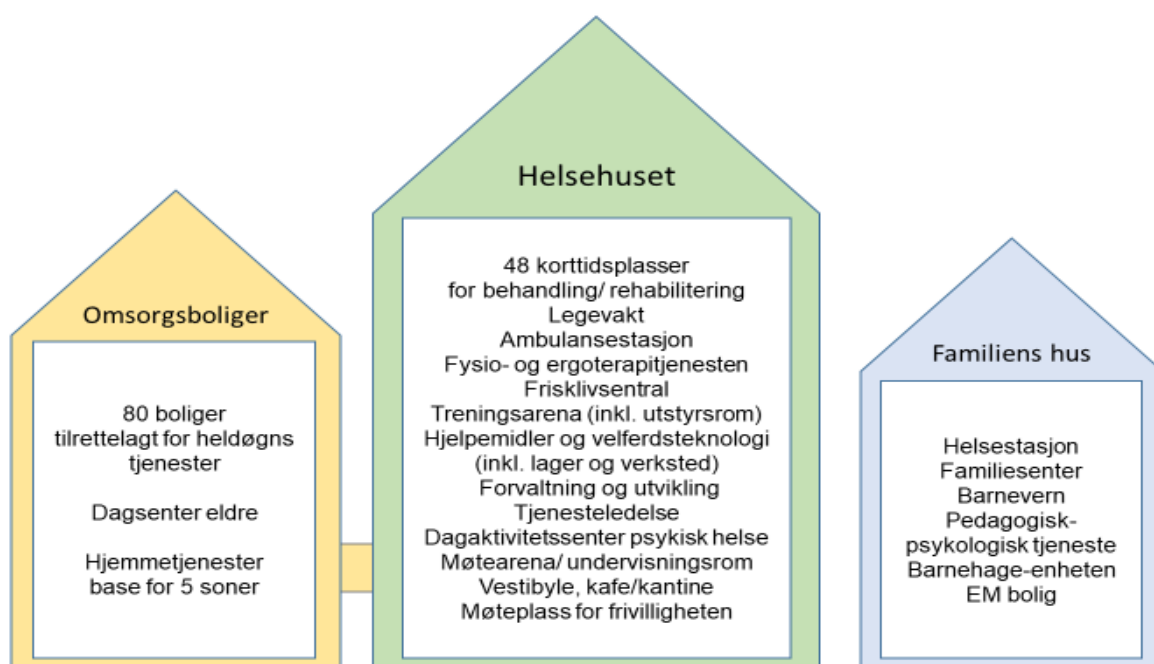 Omsorgsboliger
80 boliger
tilrettelagt for heldøgns
tjenester
Dagsenter eldre
Hjemmetjenester
base for 5 soner
Helsehuset
48 korttidsplasser
for behandling/ rehabilitering
Legevakt
Ambulansestasjon
Fysio- og ergoterapitjenesten
Frisklivsentral
Treningsarena (inkl. utstyrsrom)
Hjelpemidler og velferdsteknologi
(inkl. lager og verksted)
Forvaltning og utvikling
Tjenesteledelse
Dagaktivitetssenter psykisk helse
Møtearena/ undervisningsrom
Vestibyle, kafe/kantine
Møteplass for frivilligheten
Familiens hus
Helsestasjon
Familiesenter
Barnevern
Pedagogisk-
psykologisk tjeneste
Barnehage-enheten
EM bolig